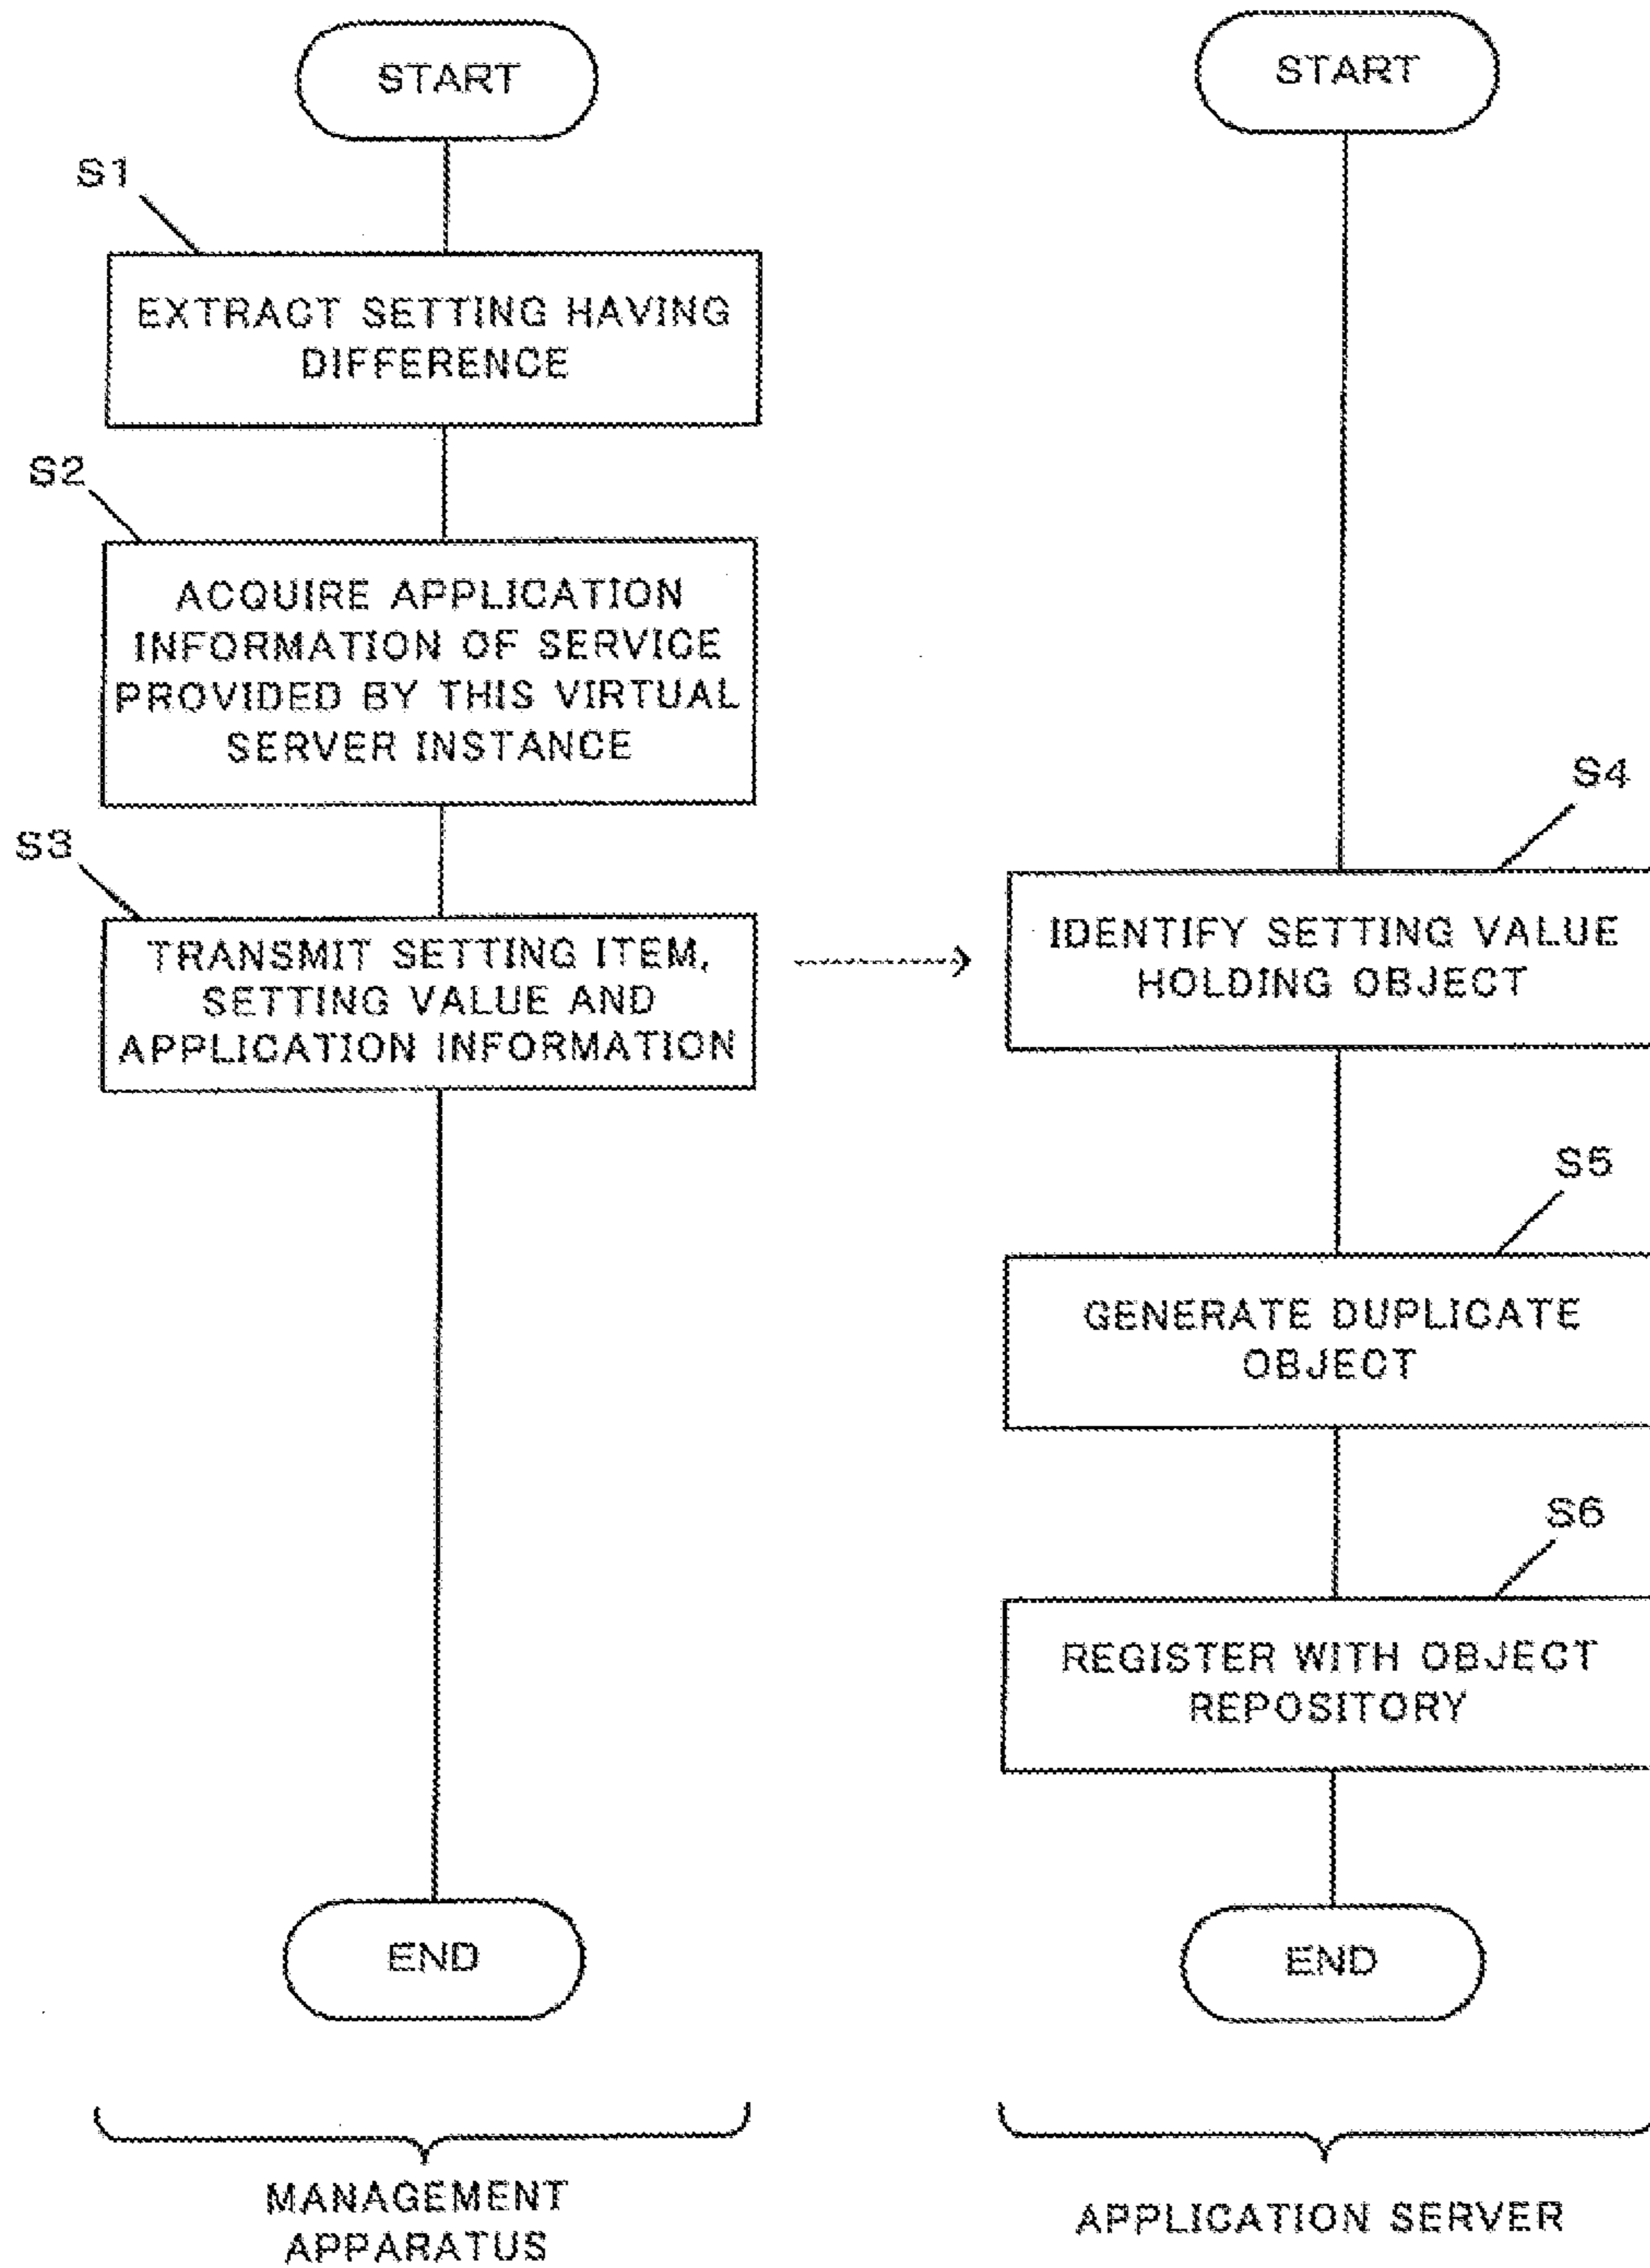 START
S1
EXTRACT SETTING HAVING
DIFFERENCE
S2
ACQUIRE APPLICATION
INFORMATION OF SERVICE
PROVIDED BY THIS VIRTUAL
SERVER INSTANCE
S3
TRANSMIT SETTING ITEM,
SETTING VALUE AND
APPLICATION INFORMATION
END
MANAGEMENT
APPARATUS
START
S4
IDENTIFY SETTING VALUE
HOLDING OBJECT
S5
GENERATE DUPLICATE
OBJECT
S6
REGISTER WITH OBJECT
REPOSITORY
END
APPLICATION SERVER